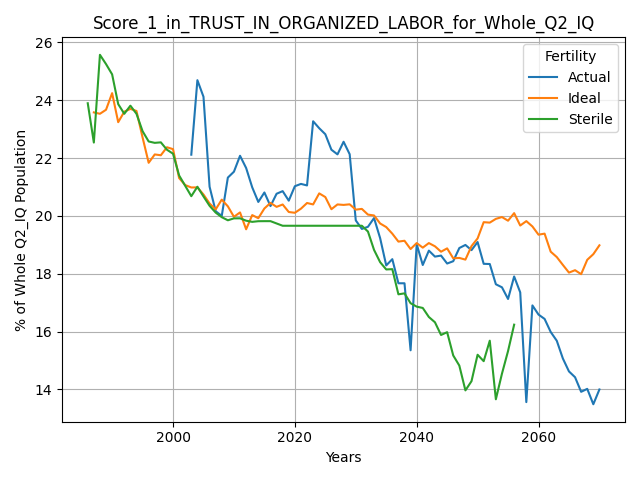 Score_1_in_TRUST_IN_ORGANIZED_LABOR_for_Whole_Q2_IQ
% of Whole Q2_IQ Population
26
24
22
20
18
16
14
Fertility
Actual
Ideal
Sterile
2000 2020 2040 2060
Years